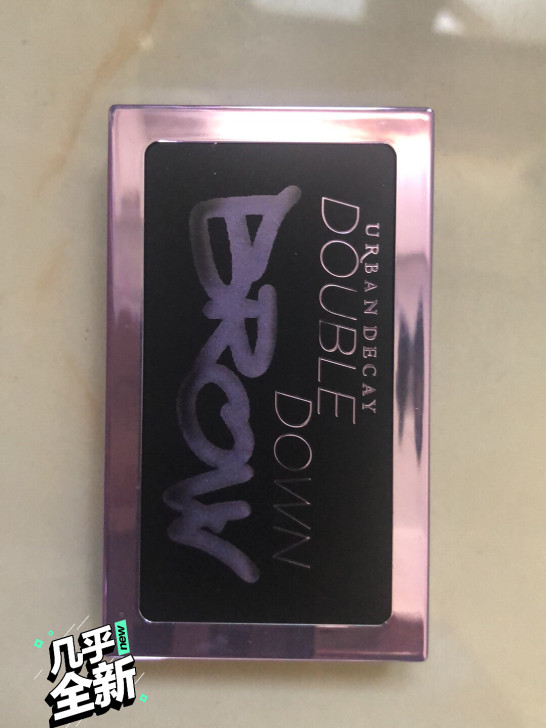 URBAN DECAY
DOUBLE
DOWN
BROW
几乎
全新
new